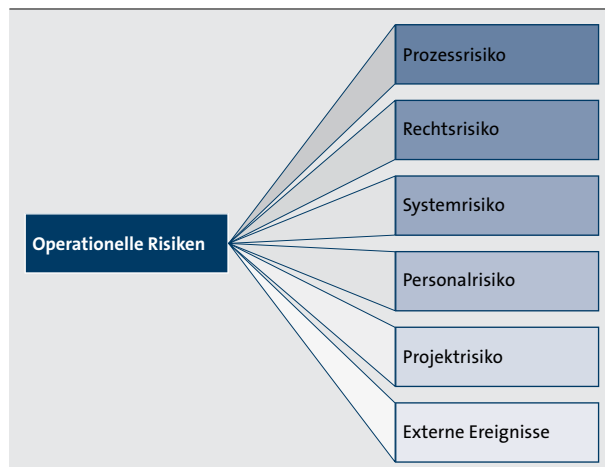 Prozessrisiko
Rechtsrisiko
Systemrisiko
Operationelle Risiken
Personalrisiko
Projektrisiko
Externe Ereignisse